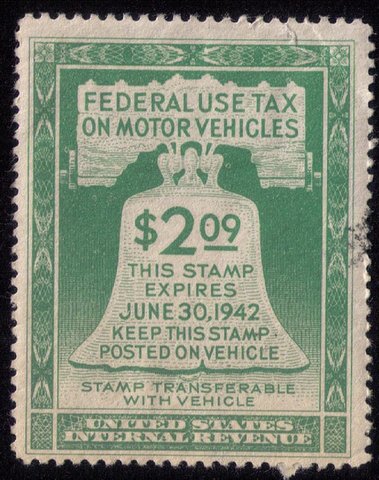 FEDERAL USE TAX
ON MOTOR VEHICLES
$2.09
THIS STAMP
EXPIRES
JUNE 30, 1942
KEEP THIS STAMP
POSTED ON VEHICLE
STAMP TRANSFERABLE
WITH VEHICLE
UNITED STATES
INTERNAL REVENUE